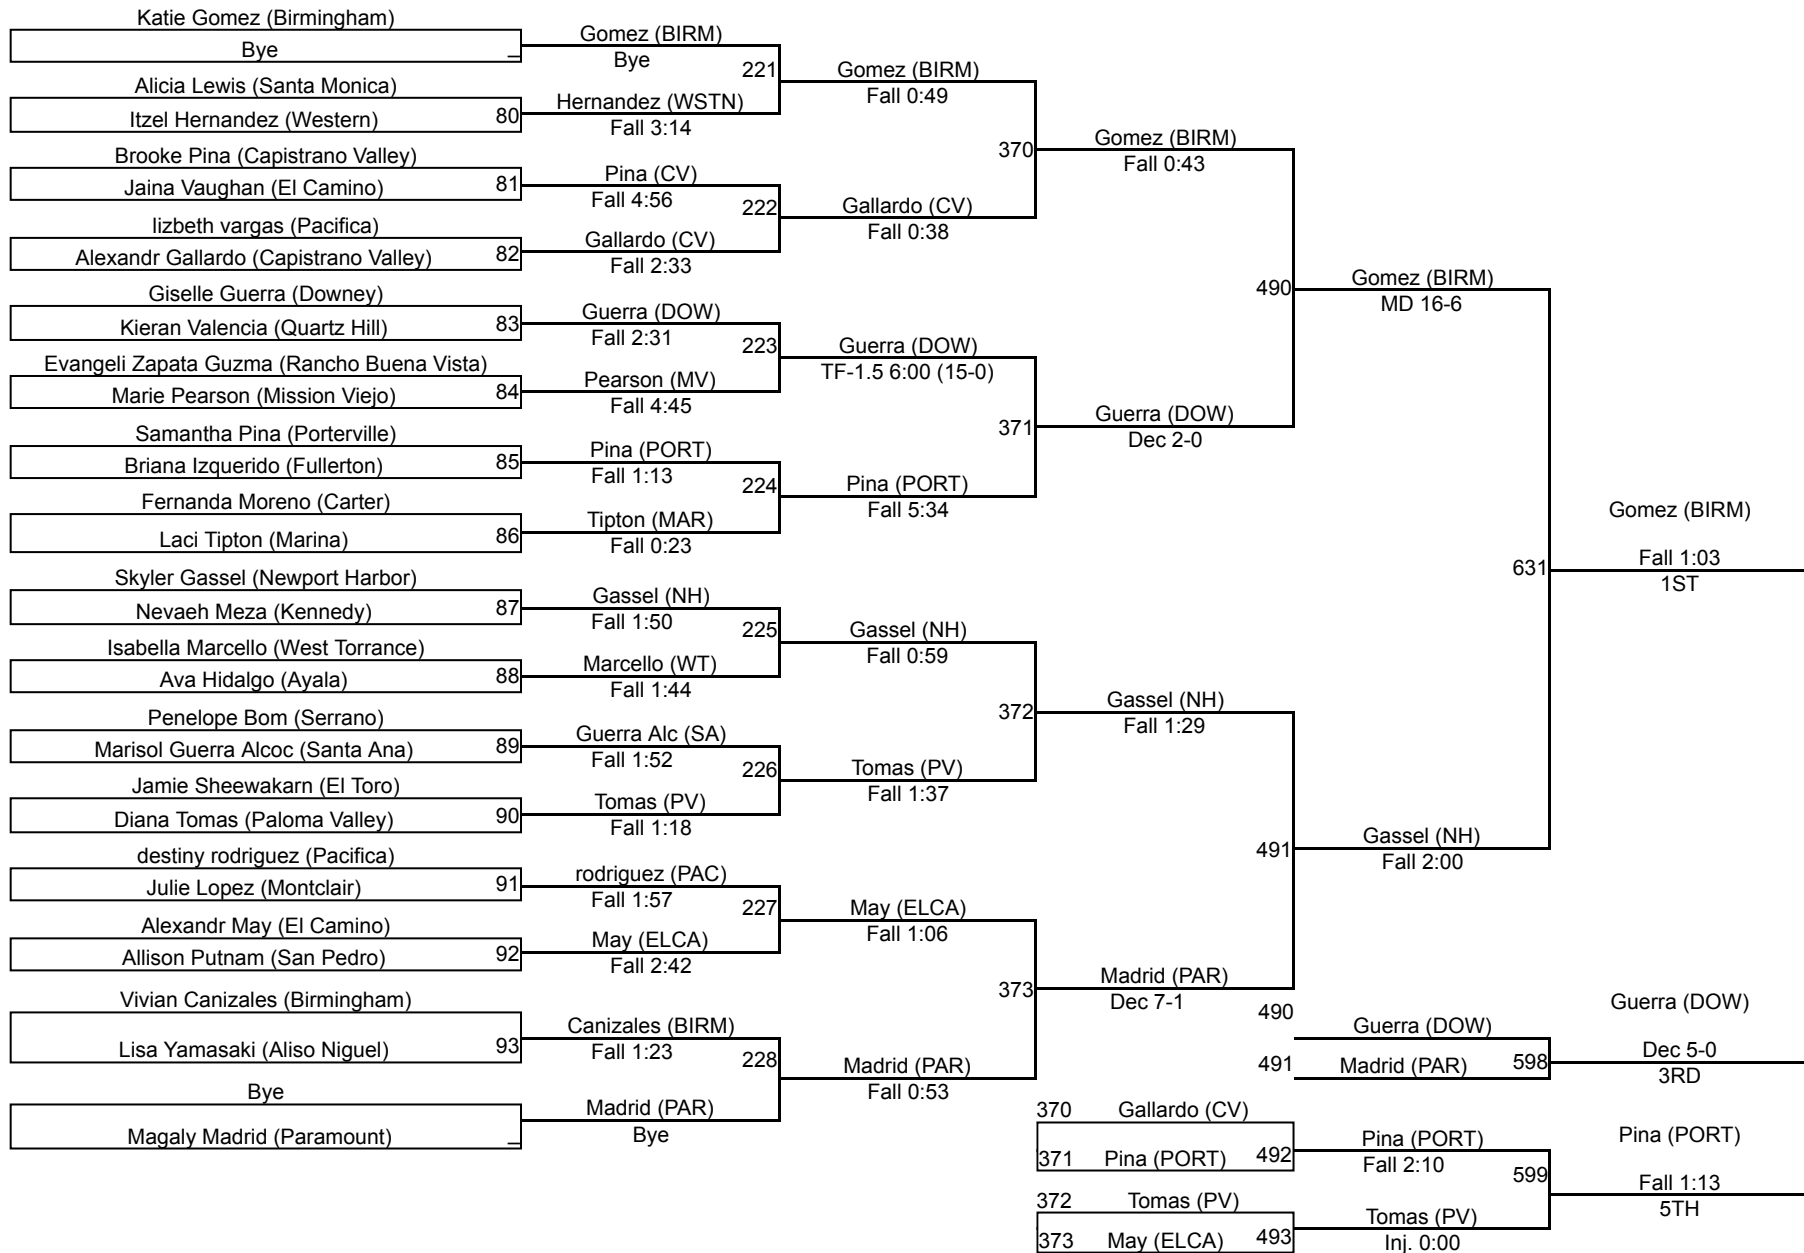 Katie Gomez (Birmingham)
Bye _
Alicia Lewis (Santa Monica)
Itzel Hernandez (Western) 80
Brooke Pina (Capistrano Valley)
Jaina Vaughan (El Camino) 81
lizbeth vargas (Pacifica)
Alexandr Gallardo (Capistrano Valley) 82
Giselle Guerra (Downey)
Kieran Valencia (Quartz Hill) 83
Evangeli Zapata Guzma (Rancho Buena Vista)
Marie Pearson (Mission Viejo) 84
Samantha Pina (Porterville)
Briana Izquerido (Fullerton) 85
Fernanda Moreno (Carter)
Laci Tipton (Marina) 86
Skyler Gassel (Newport Harbor)
Nevaeh Meza (Kennedy) 87
Isabella Marcello (West Torrance)
Ava Hidalgo (Ayala) 88
Penelope Bom (Serrano)
Marisol Guerra Alcoc (Santa Ana) 89
Jamie Sheewakarn (El Toro)
Diana Tomas (Paloma Valley) 90
destiny rodriguez (Pacifica)
Julie Lopez (Montclair) 91
Alexandr May (El Camino)
Allison Putnam (San Pedro) 92
Vivian Canizales (Birmingham)
Lisa Yamasaki (Aliso Niguel) 93
Bye
Magaly Madrid (Paramount) _
Gomez (BIRM)
Bye
221
Hernandez (WSTN)
Fall 3:14
Pina (CV)
Fall 4:56
222
Gallardo (CV)
Fall 2:33
Guerra (DOW)
Fall 2:31
223
Pearson (MV)
Fall 4:45
Pina (PORT)
Fall 1:13
224
Tipton (MAR)
Fall 0:23
Gassel (NH)
Fall 1:50
225
Marcello (WT)
Fall 1:44
Guerra Alc (SA)
Fall 1:52
226
Tomas (PV)
Fall 1:18
rodriguez (PAC)
Fall 1:57
227
May (ELCA)
Fall 2:42
Canizales (BIRM)
Fall 1:23
228
Madrid (PAR)
Bye
Gomez (BIRM)
Fall 0:49
370
Gallardo (CV)
Fall 0:38
Guerra (DOW)
TF-1.5 6:00 (15-0)
371
Pina (PORT)
Fall 5:34
Gassel (NH)
Fall 0:59
372
Tomas (PV)
Fall 1:37
May (ELCA)
Fall 1:06
373
Madrid (PAR)
Fall 0:53
Gomez (BIRM)
Fall 0:43
490
Guerra (DOW)
Dec 2-0
Gassel (NH)
Fall 1:29
491
Madrid (PAR)
Dec 7-1
Gomez (BIRM)
MD 16-6
631
Gassel (NH)
Fall 2:00
Gomez (BIRM)
Fall 1:03
1ST
490
Guerra (DOW)
491 Madrid (PAR) 598
Guerra (DOW)
Dec 5-0
3RD
370 Gallardo (CV)
371 Pina (PORT) 492
372 Tomas (PV)
373 May (ELCA) 493
Pina (PORT)
Fall 2:10
599
Tomas (PV)
Inj. 0:00
Pina (PORT)
Fall 1:13
5TH